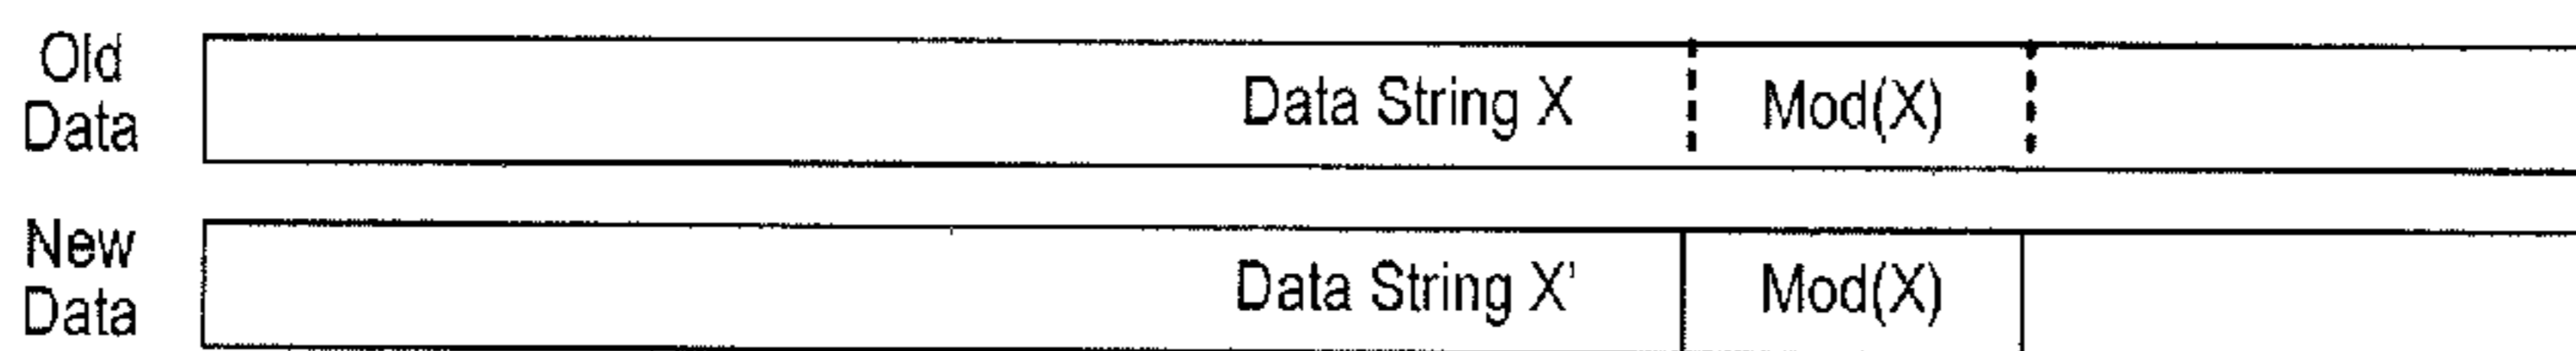 Old
Data
Data String X
Mod(X)
New
Data
Data String X'
Mod(X)